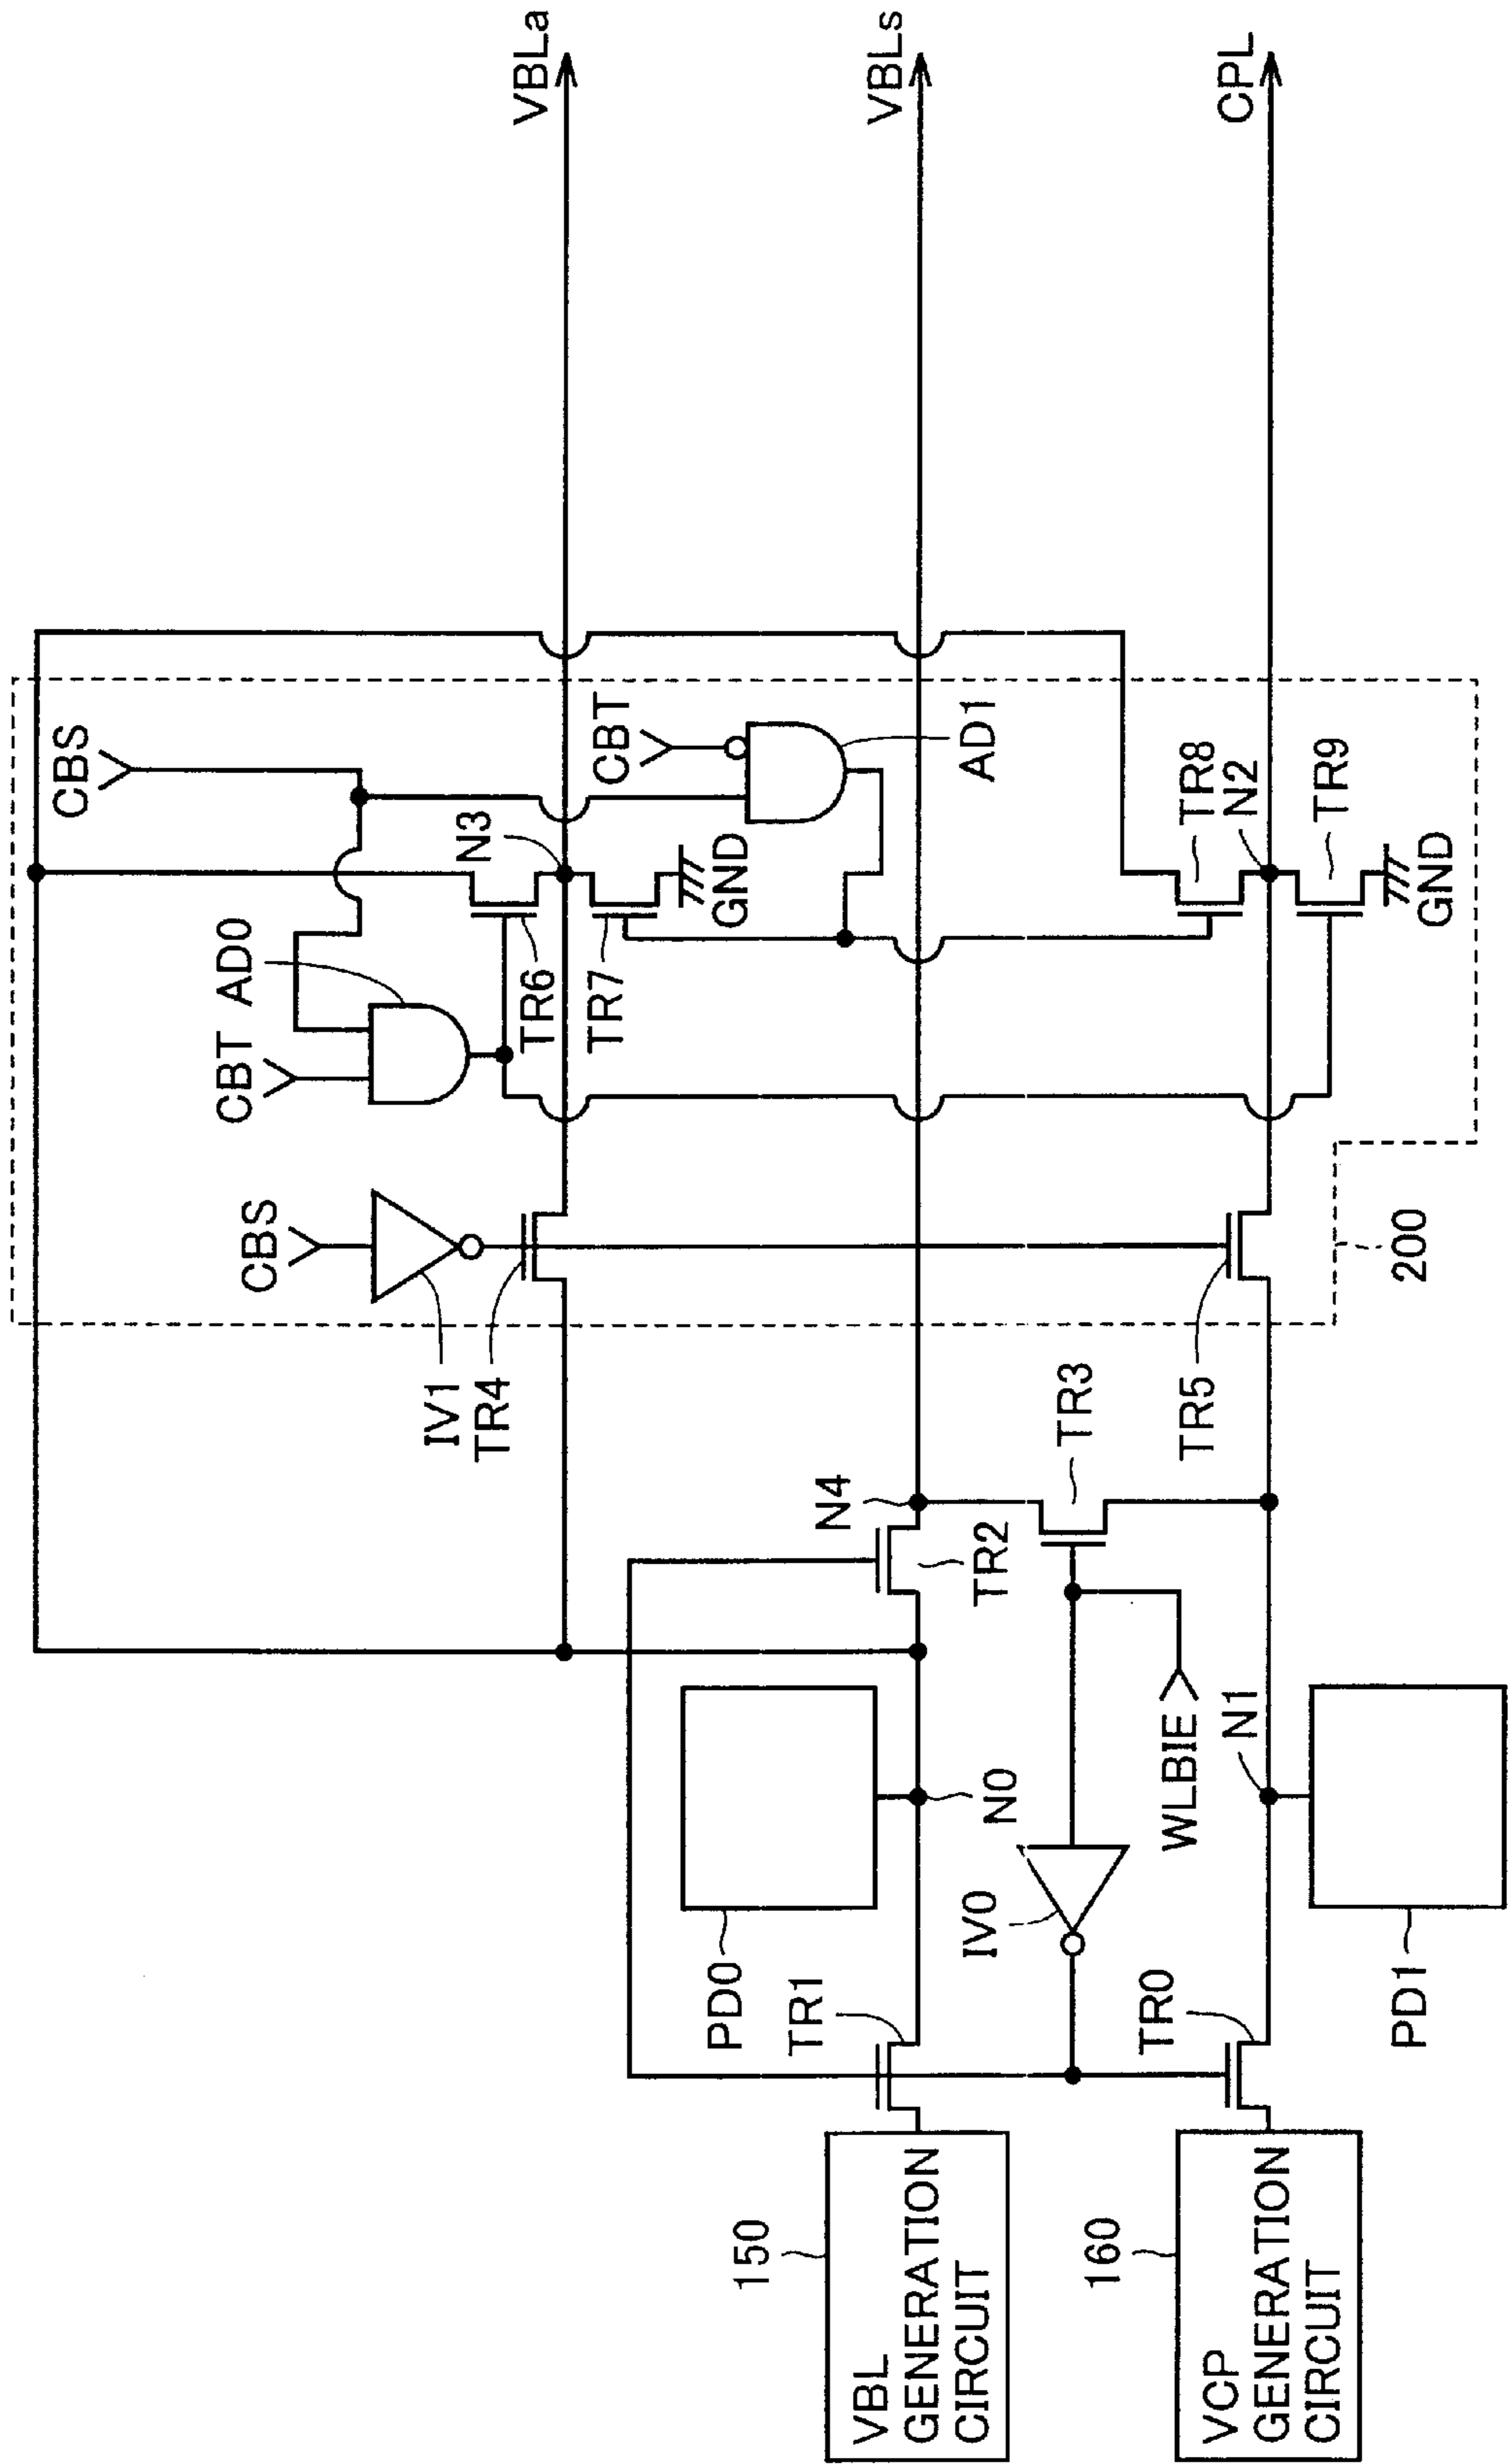 VBLa
VBLs
CPL
CBS
CBT
AD1
N3
GND
TR6
TR7
AD0
CBT
TR8
N2
TR9
GND
CBS
IV1
TR4
200
TR5
TR3
N4
TR2
WLBIE
N1
N0
IV0
PD0
PD1
TR1
TR0
150
VBL
GENERATION
CIRCUIT
160
VCP
GENERATION
CIRCUIT